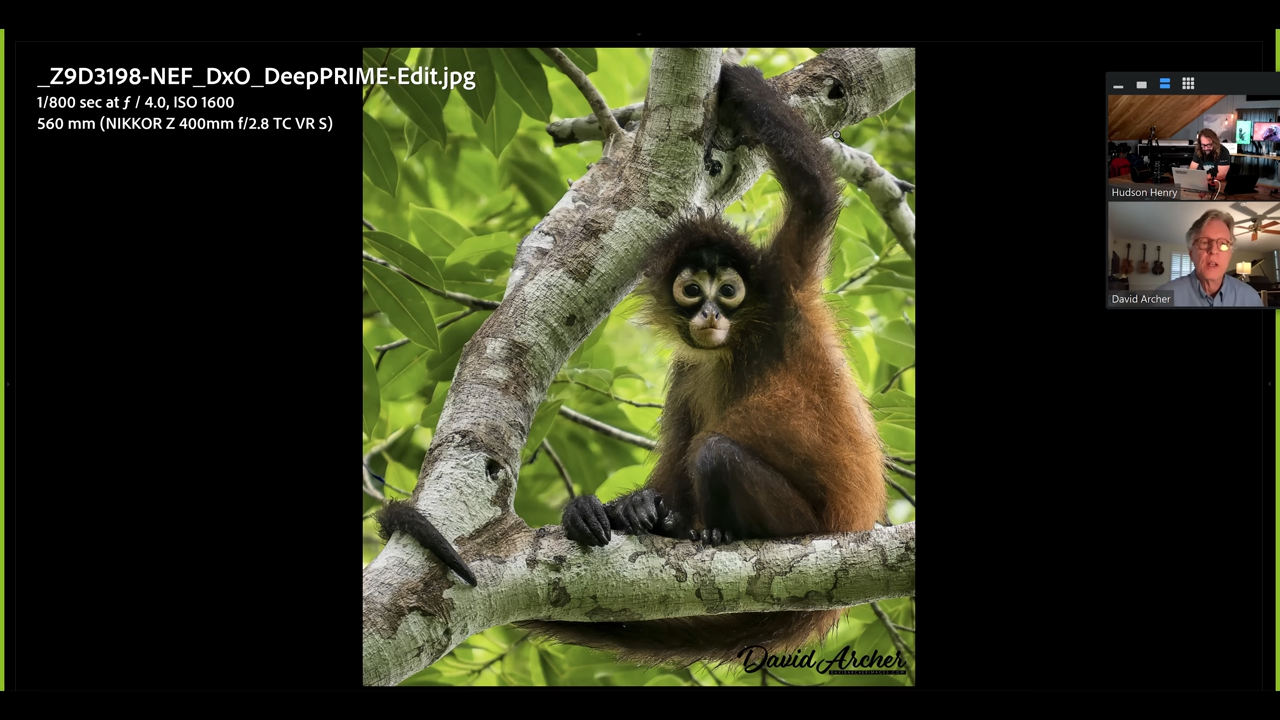 _Z9D3198-NEF_DxO_DeepPRIME-Edit.jpg
1/800 sec at ƒ / 4.0, ISO 1600
560 mm (NIKKOR Z 400mm f/2.8 TC VR S)
Hudson Henry
David Archer
David Archer